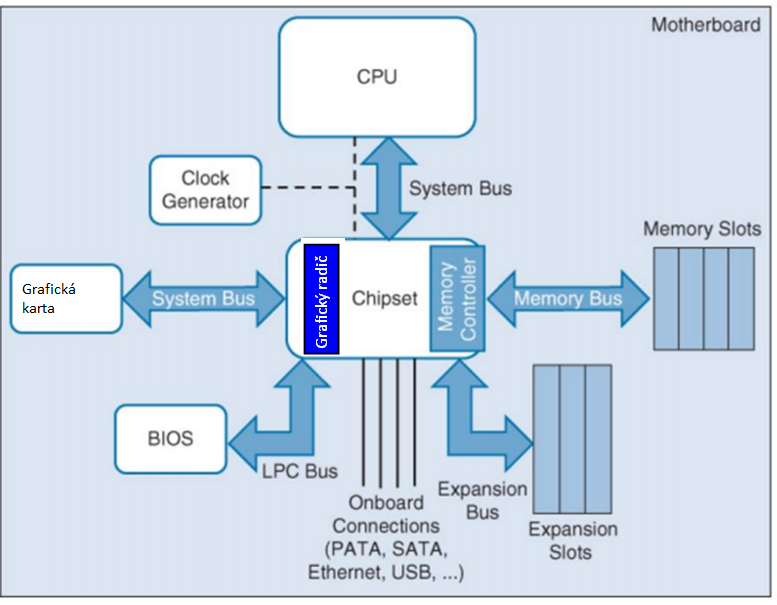 Motherboard
CPU
Clock
Generator
System Bus
Memory Slots
Grafická
karta
System Bus
Grafický radič
Chipset
Memory
Controller
Memory Bus
BIOS
LPC Bus
Onboard
Connections
(PATA, SATA,
Ethernet, USB, ...)
Expansion
Bus
Expansion
Slots